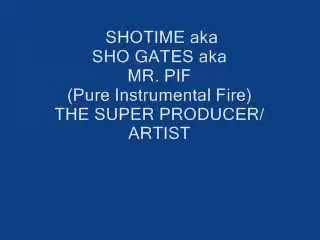 SHOTIME aka
SHO GATES aka
MR. PIF
(Pure Instrumental Fire)
THE SUPER PRODUCER/
ARTIST